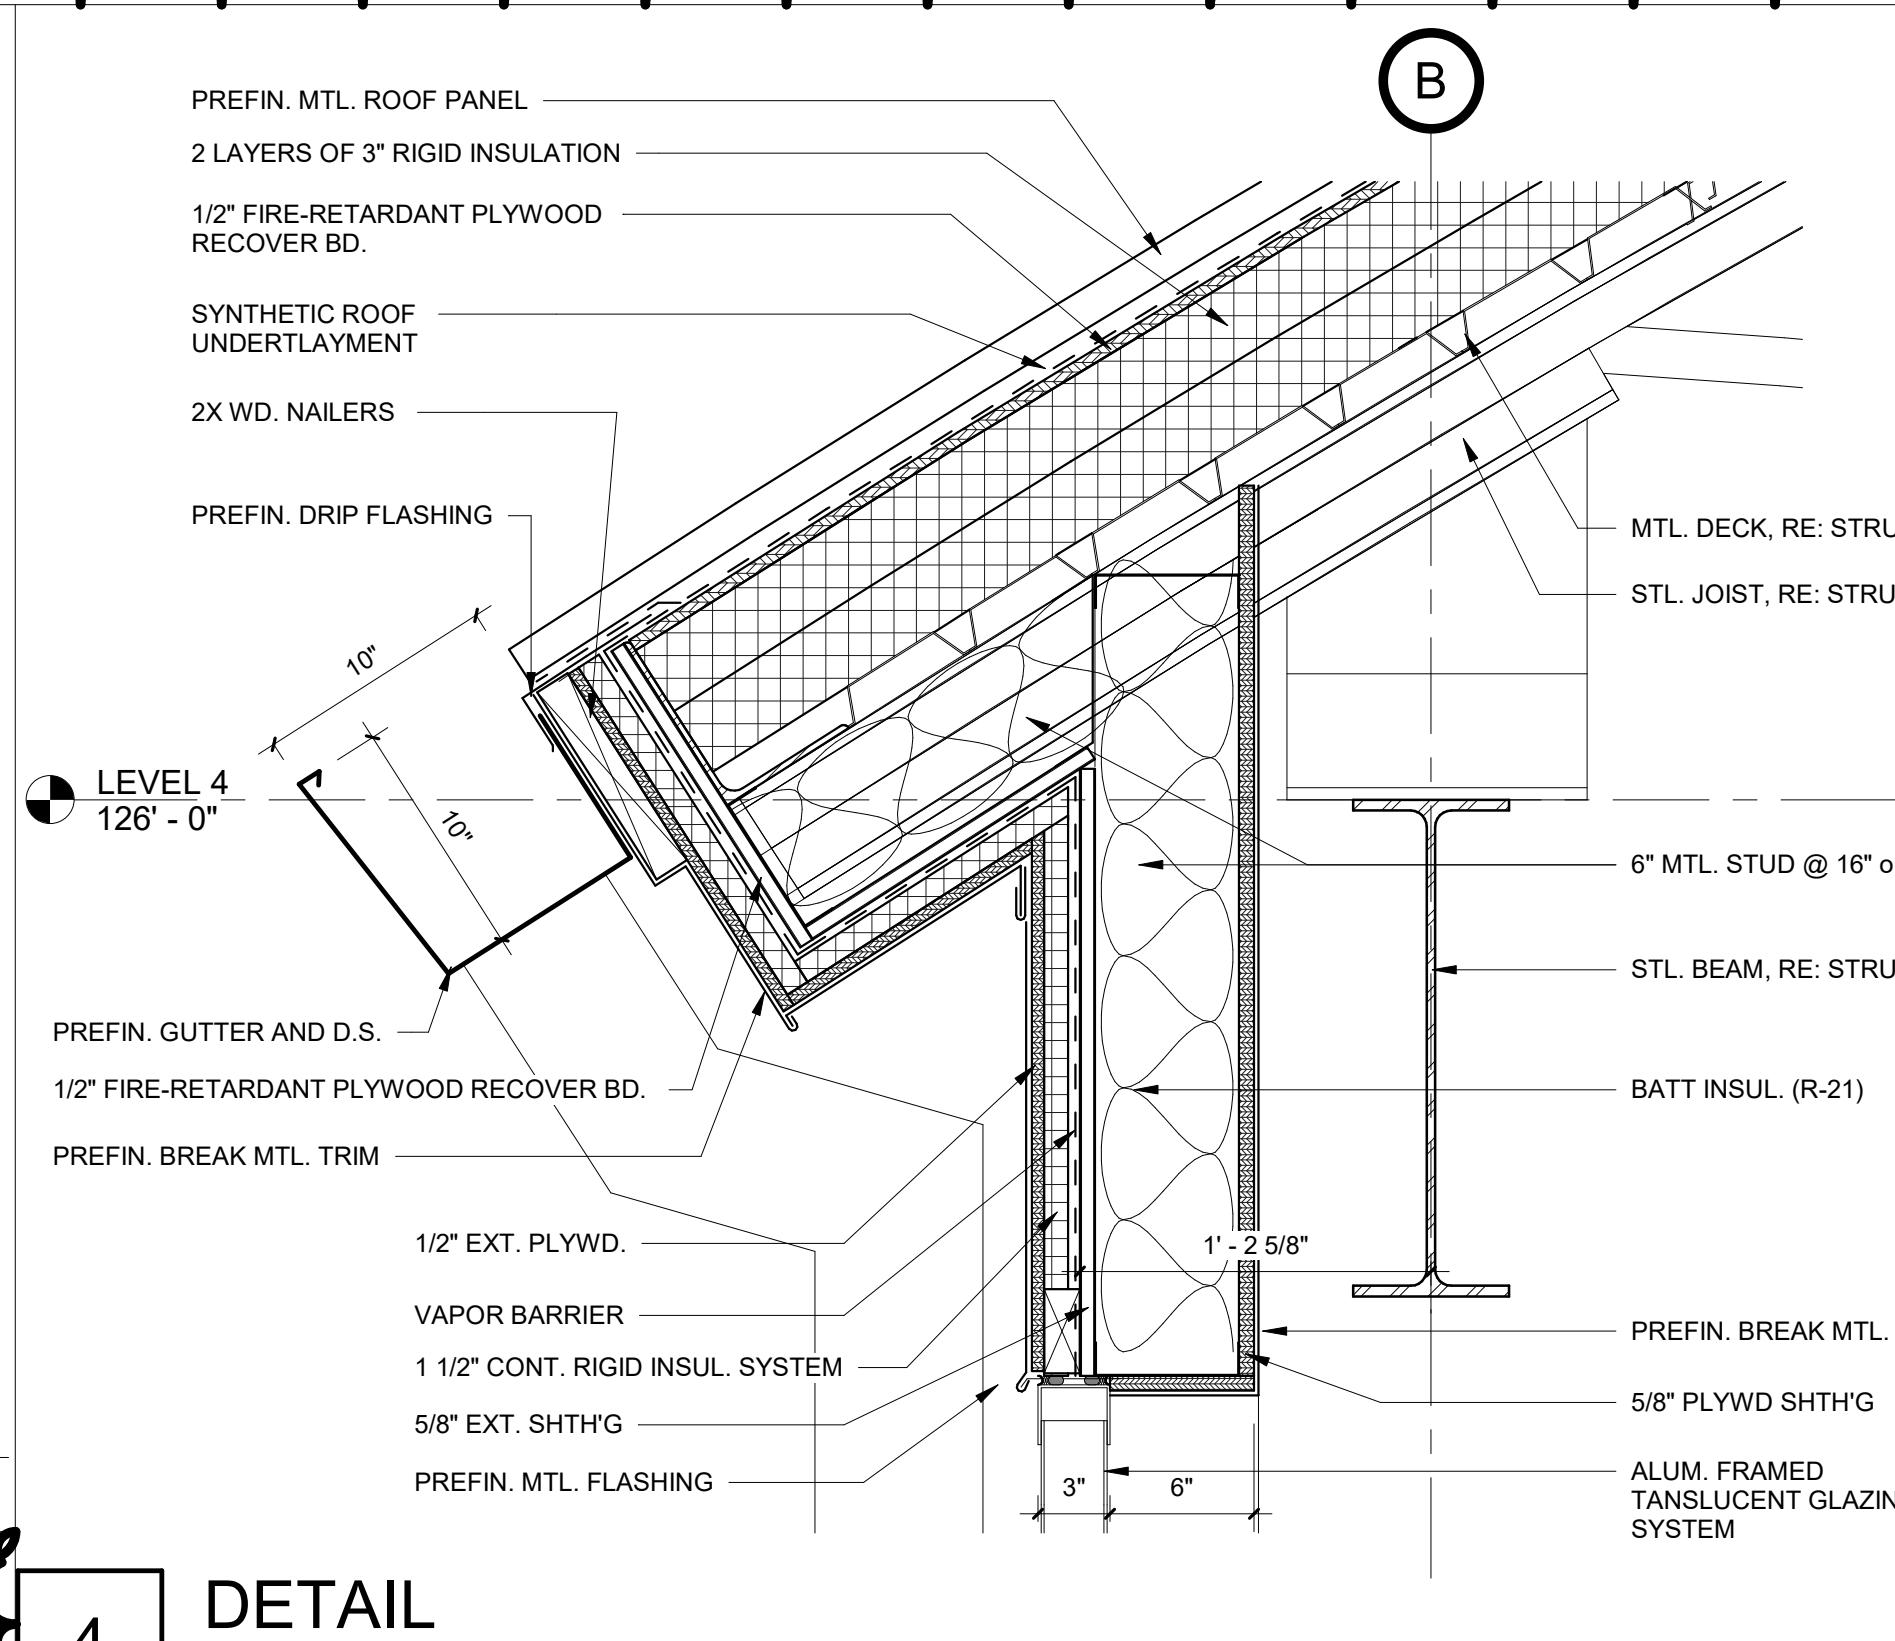 B
PREFIN. MTL. ROOF PANEL
2 LAYERS OF 3" RIGID INSULATION
1/2" FIRE-RETARDANT PLYWOOD
RECOVER BD.
SYNTHETIC ROOF
UNDERTLAYMENT
2X WD. NAILERS
PREFIN. DRIP FLASHING
10"
10"
LEVEL 4
126' - 0"
PREFIN. GUTTER AND D.S.
1/2" FIRE-RETARDANT PLYWOOD RECOVER BD.
PREFIN. BREAK MTL. TRIM
1/2" EXT. PLYWD.
VAPOR BARRIER
1 1/2" CONT. RIGID INSUL. SYSTEM
5/8" EXT. SHTH'G
PREFIN. MTL. FLASHING
MTL. DECK, RE: STRU
STL. JOIST, RE: STRU
6" MTL. STUD @ 16" o
STL. BEAM, RE: STRU
BATT INSUL. (R-21)
1' - 2 5/8"
PREFIN. BREAK MTL.
5/8" PLYWD SHTH'G
ALUM. FRAMED
TANSLUCENT GLAZIN
SYSTEM
3"
6"
4
DETAIL